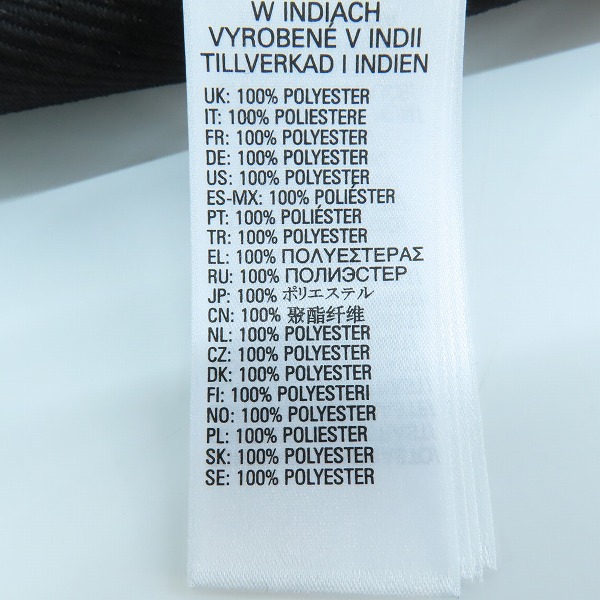 W INDIACH
VYROBENÉ V INDII
TILLVERKAD I INDIEN
UK: 100% POLYESTER
IT: 100% POLIESTERE
FR: 100% POLYESTER
DE: 100% POLYESTER
US: 100% POLYESTER
ES-MX: 100% POLIÉSTER
PT: 100% POLIÉSTER
TR: 100% POLYESTER
EL: 100% ΠΟΛΥΕΣΤΕΡΑΣ
RU: 100% ПОЛИЭСТЕР
JP: 100% ポリエステル
CN: 100% 聚酯纤维
NL: 100% POLYESTER
CZ: 100% POLYESTER
DK: 100% POLYESTER
FI: 100% POLYESTERI
NO: 100% POLYESTER
PL: 100% POLIESTER
SK: 100% POLYESTER
SE: 100% POLYESTER